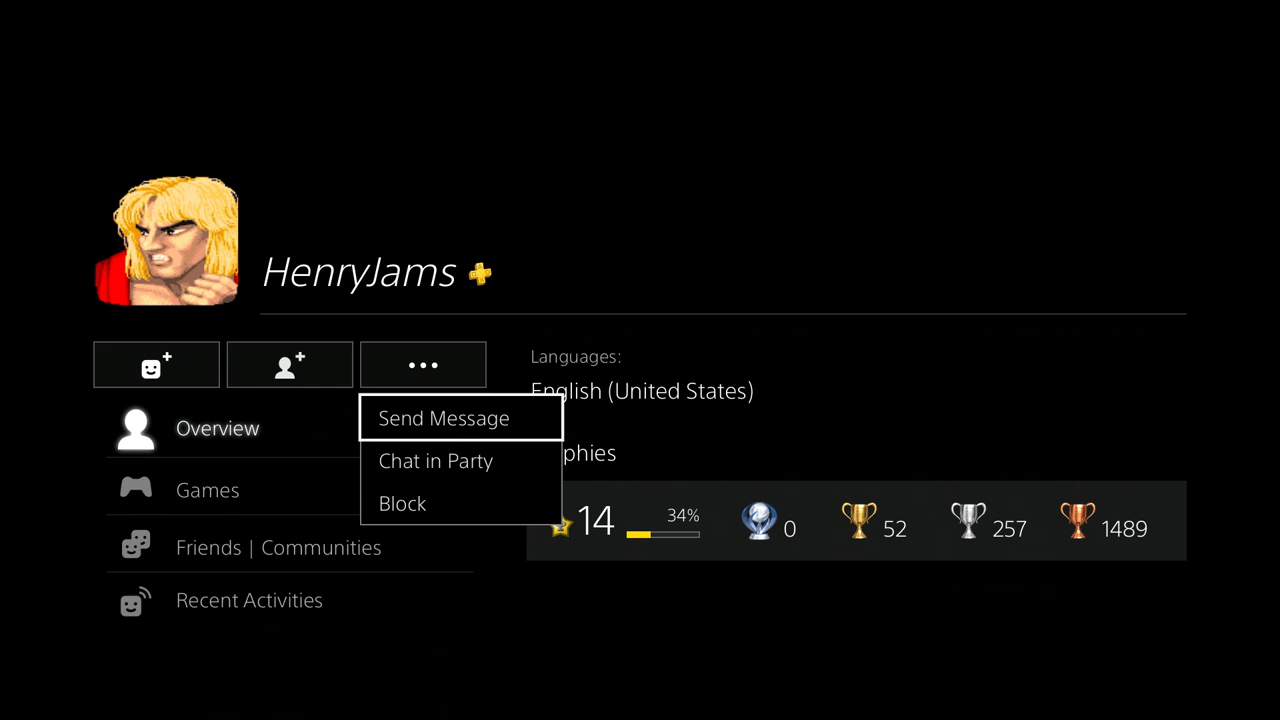 HenryJams
Languages:
English (United States)
Send Message
Chat in Party
Block
Overview
Games
Friends | Communities
Recent Activities
phies
14
34%
0
52
257
1489